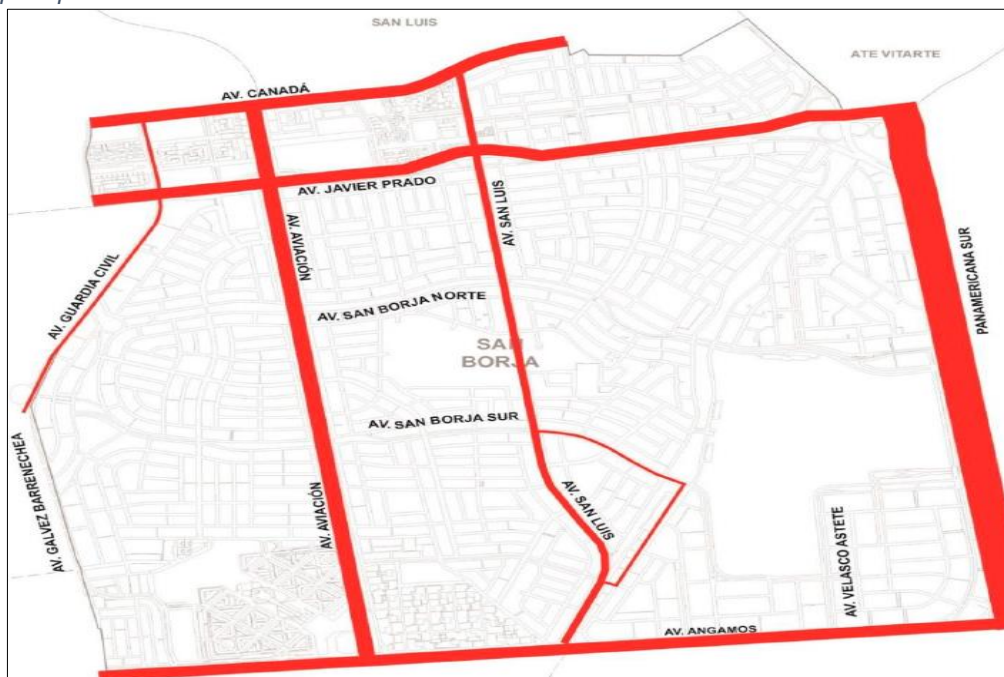 SAN LUIS
ATE VITARTE
AV. CANADÁ
AV. JAVIER PRADO
AV. SAN LUIS
AV. AVIACIÓN
AV. GUARDIA CIVIL
PANAMERICANA SUR
AV. SAN BORJA NORTE
SAN
BORJA
AV. SAN BORJA SUR
AV. GALVEZ BARRENECHEA
AV. AVIACIÓN
AV. SAN LUIS
AV. VELASCO ASTETE
AV. ANGAMOS